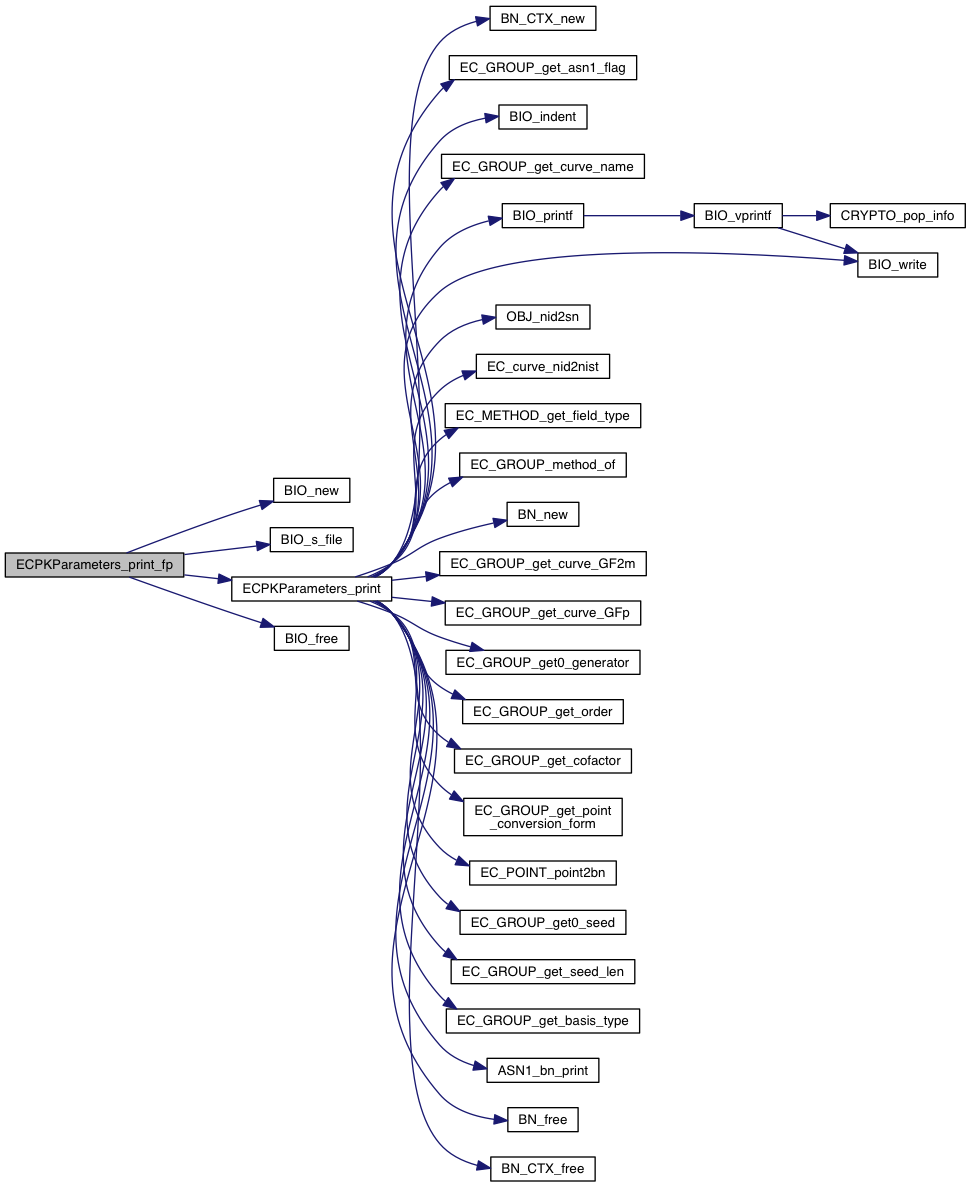 BN_CTX_new
EC_GROUP_get_asn1_flag
BIO_indent
EC_GROUP_get_curve_name
BIO_printf
BIO_vprintf
CRYPTO_pop_info
BIO_write
OBJ_nid2sn
EC_curve_nid2nist
EC_METHOD_get_field_type
EC_GROUP_method_of
BIO_new
BN_new
BIO_s_file
ECPKParameters_print_fp
EC_GROUP_get_curve_GF2m
ECPKParameters_print
EC_GROUP_get_curve_GFp
BIO_free
EC_GROUP_get0_generator
EC_GROUP_get_order
EC_GROUP_get_cofactor
EC_GROUP_get_point
_conversion_form
EC_POINT_point2bn
EC_GROUP_get0_seed
EC_GROUP_get_seed_len
EC_GROUP_get_basis_type
ASN1_bn_print
BN_free
BN_CTX_free